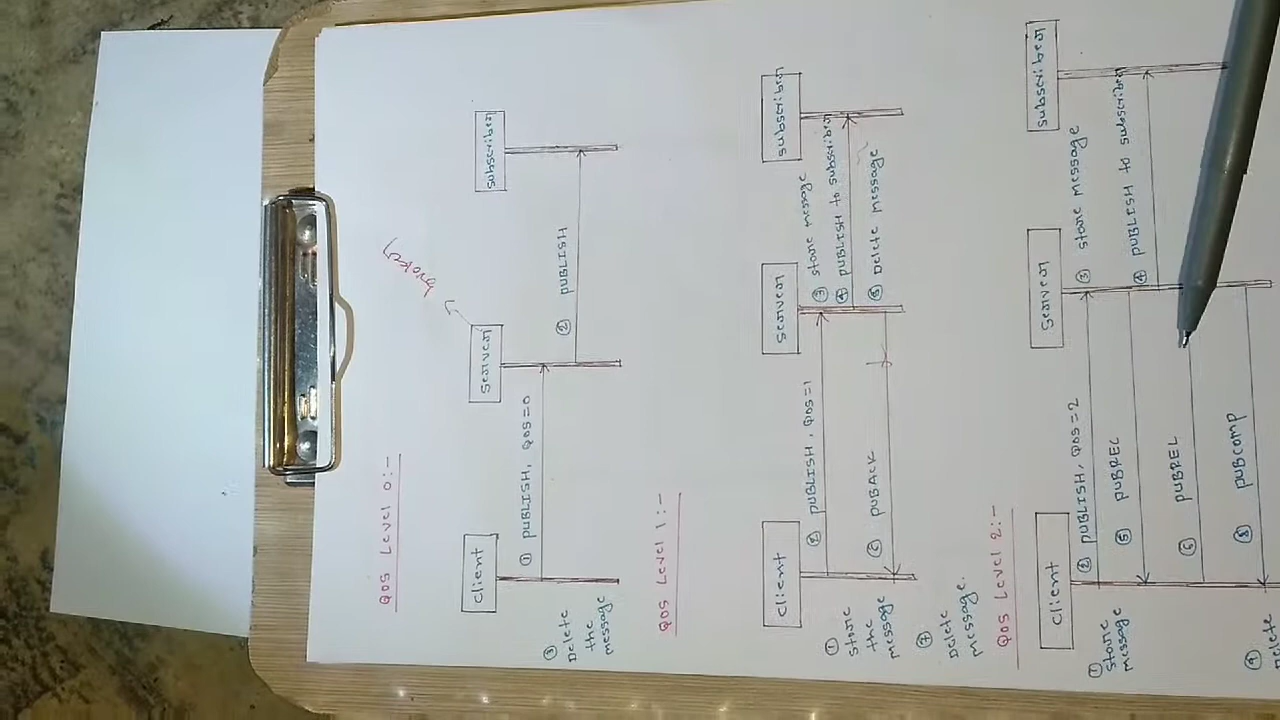 QOS Level 0:-
client
server
subscriber
① PUBLISH, QOS=0
② PUBLISH
③ Delete
the
message
QOS Level 1:-
client
server
subscriber
① store
the
message
② PUBLISH, QOS=1
③ store message
④ PUBLISH to subscriber
⑤ Delete message
⑥ PUBACK
⑦ Delete
message.
QOS Level 2:-
client
server
subscriber
① store
message
② PUBLISH, QOS=2
③ store message
④ PUBLISH to subscriber
⑤ PUBREC
⑥ PUBREL
⑧ PUBcomp
⑨ Delete